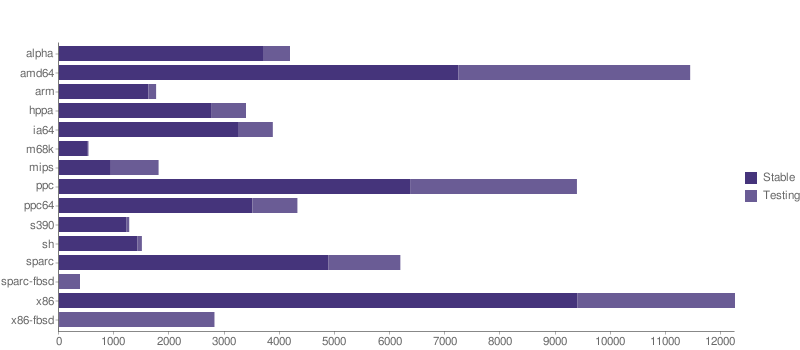 alpha
amd64
arm
hppa
ia64
m68k
mips
ppc
ppc64
s390
sh
sparc
sparc-fbsd
x86
x86-fbsd
0 1000 2000 3000 4000 5000 6000 7000 8000 9000 10000 11000 12000
Stable
Testing